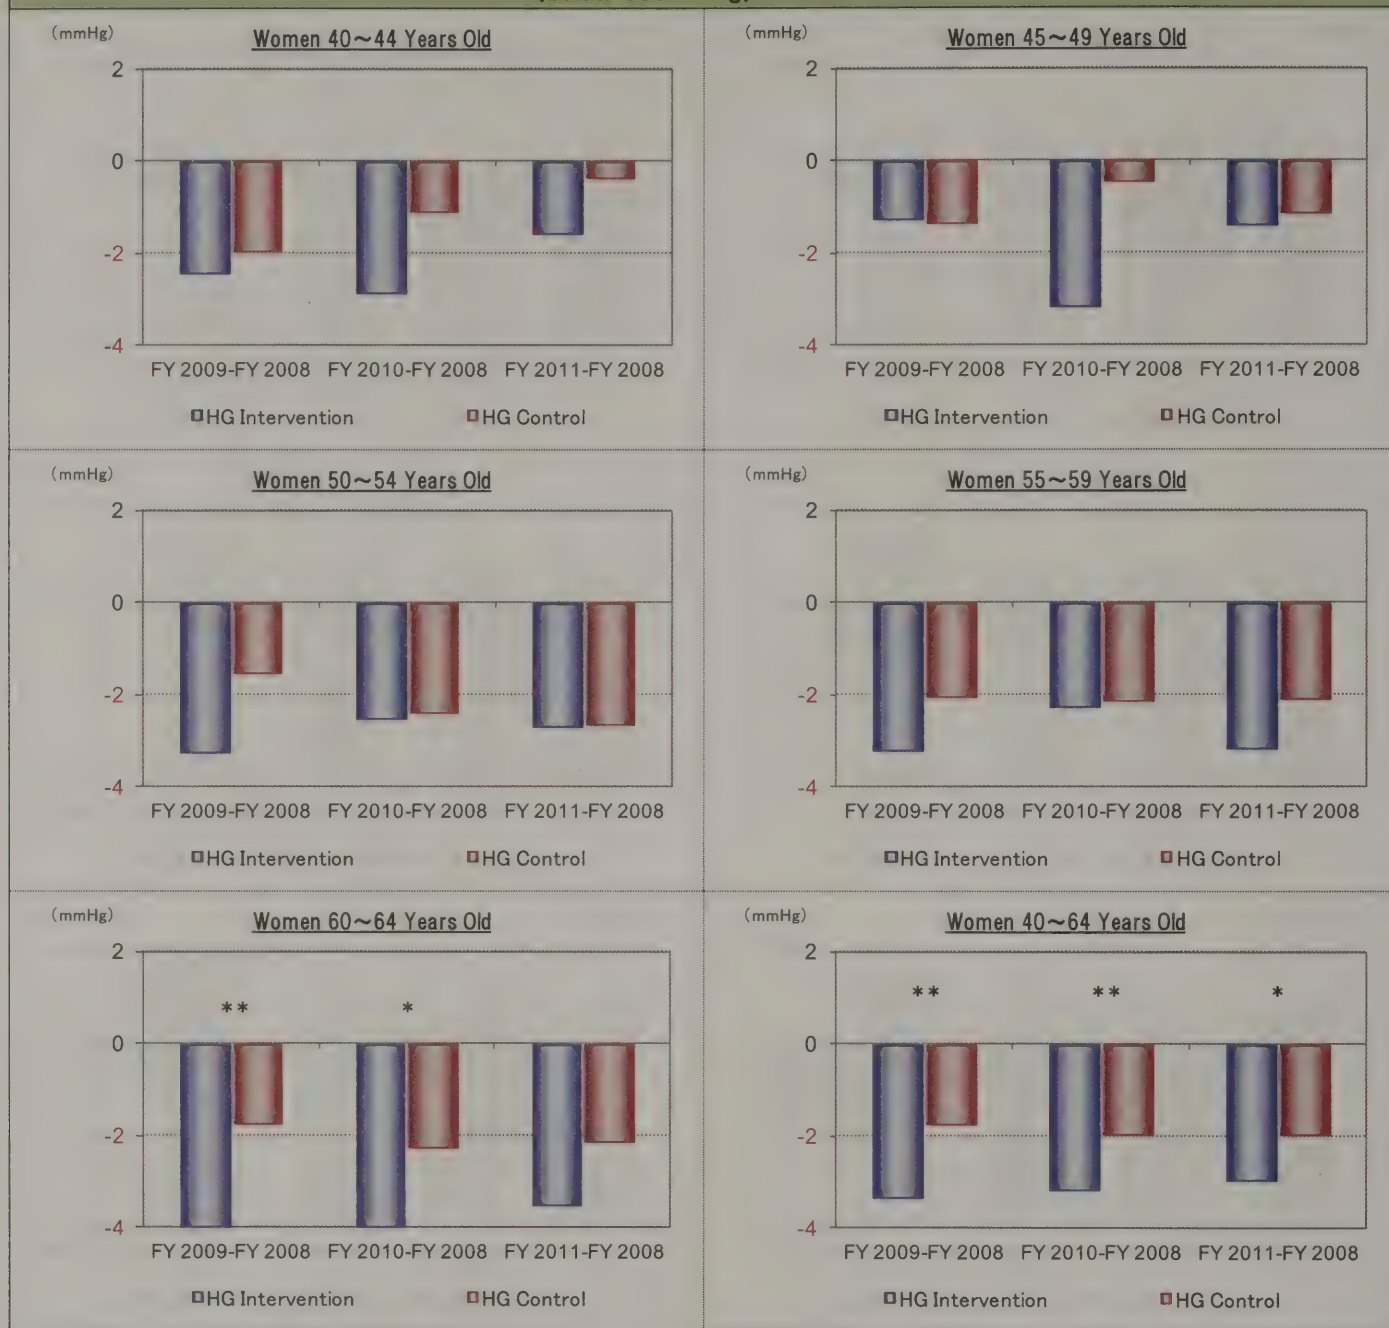 (mmHg)
Women 40～44 Years Old
2
0
-2
-4
FY 2009-FY 2008 FY 2010-FY 2008 FY 2011-FY 2008
HG Intervention HG Control
(mmHg)
Women 45～49 Years Old
2
0
-2
-4
FY 2009-FY 2008 FY 2010-FY 2008 FY 2011-FY 2008
HG Intervention HG Control
(mmHg)
Women 50～54 Years Old
2
0
-2
-4
FY 2009-FY 2008 FY 2010-FY 2008 FY 2011-FY 2008
HG Intervention HG Control
(mmHg)
Women 55～59 Years Old
2
0
-2
-4
FY 2009-FY 2008 FY 2010-FY 2008 FY 2011-FY 2008
HG Intervention HG Control
(mmHg)
Women 60～64 Years Old
2
** *
0
-2
-4
FY 2009-FY 2008 FY 2010-FY 2008 FY 2011-FY 2008
HG Intervention HG Control
(mmHg)
Women 40～64 Years Old
2
** ** *
0
-2
-4
FY 2009-FY 2008 FY 2010-FY 2008 FY 2011-FY 2008
HG Intervention HG Control